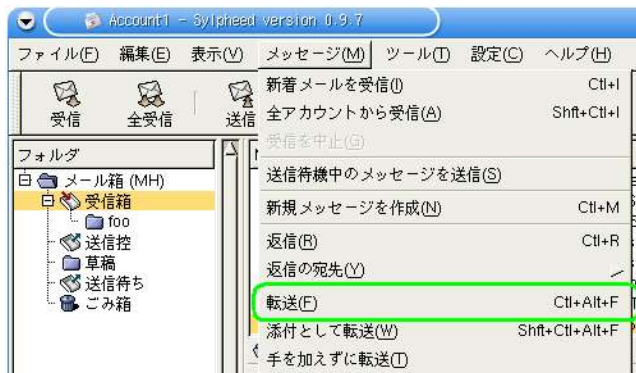 Account1 - Sylpheed version 0.9.7
ファイル(F) 編集(E) 表示(V) メッセージ(M) ツール(T) 設定(C) ヘルプ(H)
受信 全受信 送信
新着メールを受信(I) Ctl+I
全アカウントから受信(A) Shft+Ctl+I
受信を中止(G)
送信待機中のメッセージを送信(S)
新規メッセージを作成(N) Ctl+M
返信(R) Ctl+R
返信の宛先(Y)
転送(F) Ctl+Alt+F
添付として転送(W) Shft+Ctl+Alt+F
手を加えずに転送(T)
フォルダ
メール箱 (MH)
受信箱
foo
送信控
草稿
送信待ち
ごみ箱